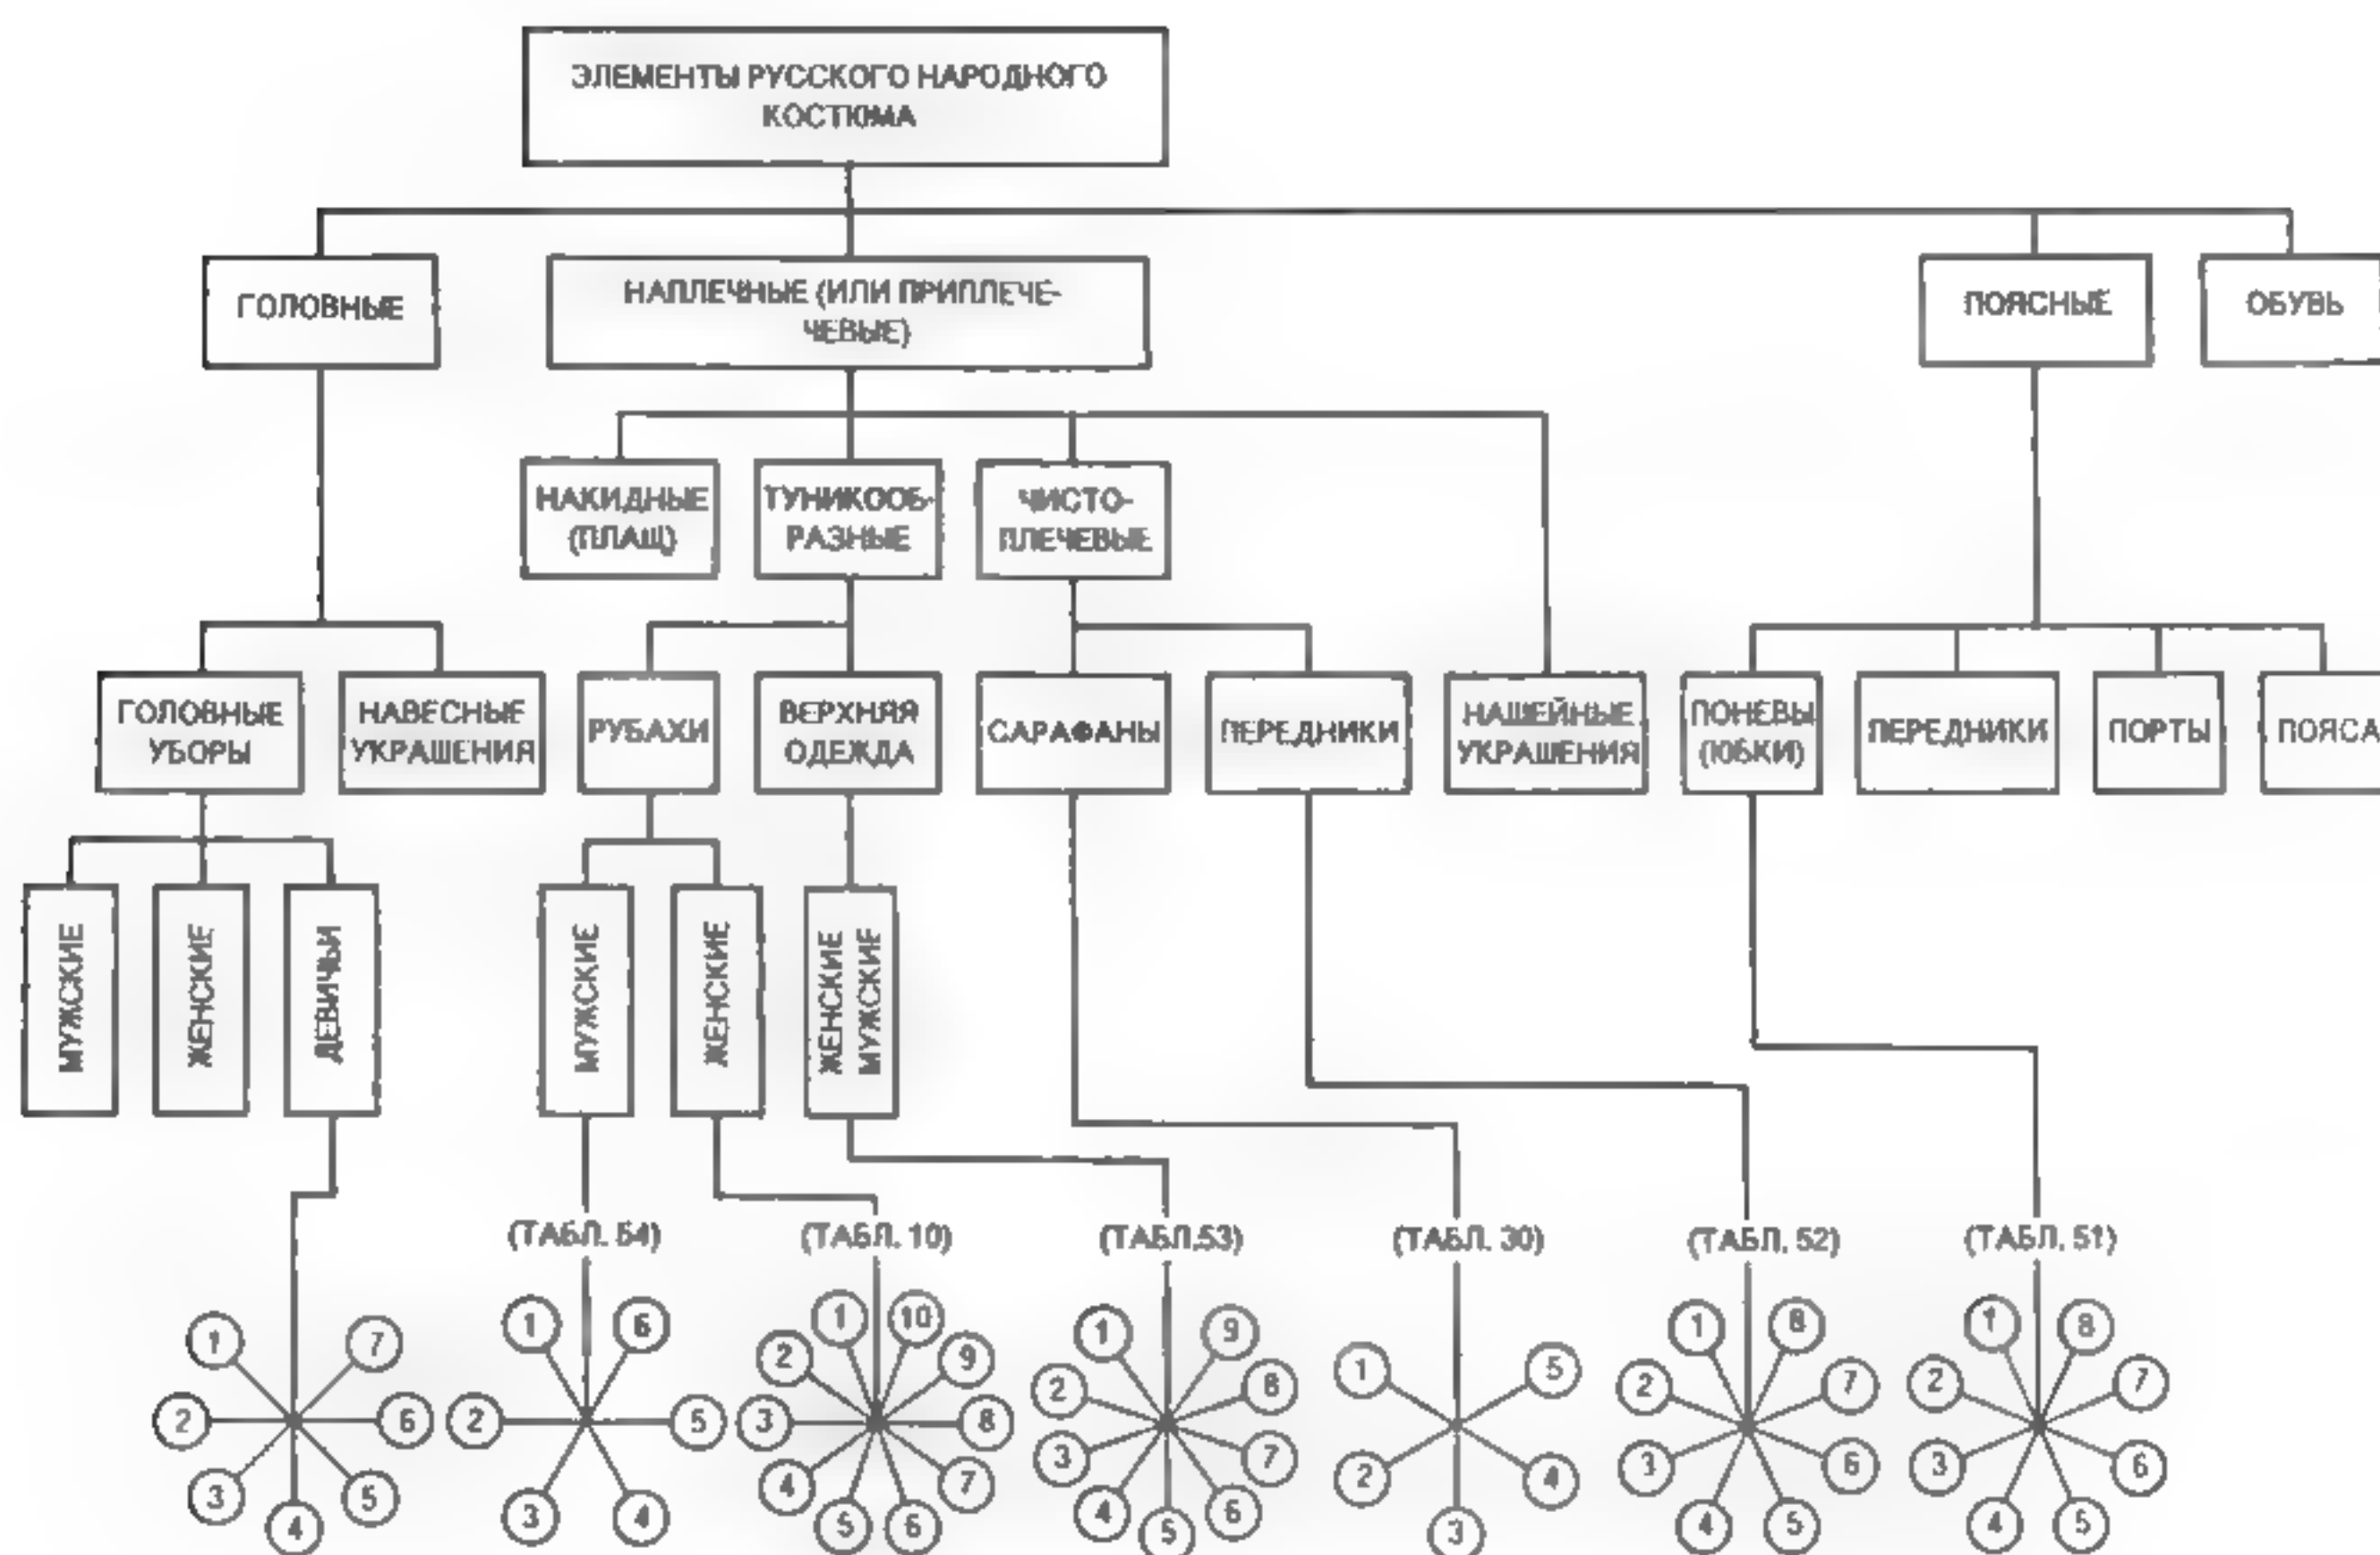 ЭЛЕМЕНТЫ РУССКОГО НАРОДНОГО
КОСТЮМА
ГОЛОВНЫЕ
НАПЛЕЧНЫЕ (ИЛИ ПРИПЛЕЧЕ-
ЧЕВЫЕ)
ПОЯСНЫЕ
ОБУВЬ
НАКИДНЫЕ
(ПЛАЩ)
ТУНИКООБ-
РАЗНЫЕ
ЧИСТО-
ПЛЕЧЕВЫЕ
ГОЛОВНЫЕ
УБОРЫ
НАВЕСНЫЕ
УКРАШЕНИЯ
РУБАХИ
ВЕРХНЯЯ
ОДЕЖДА
САРАФАНЫ
ПЕРЕДНИКИ
НАШЕЙНЫЕ
УКРАШЕНИЯ
ПОНЕВЫ
(ЮБКИ)
ПЕРЕДНИКИ
ПОРТЫ
ПОЯСА
МУЖСКИЕ
ЖЕНСКИЕ
ДЕВИЧЬИ
МУЖСКИЕ
ЖЕНСКИЕ
ЖЕНСКИЕ
МУЖСКИЕ
(ТАБЛ. 54)
(ТАБЛ. 10)
(ТАБЛ.53)
(ТАБЛ. 30)
(ТАБЛ. 52)
(ТАБЛ. 51)
1
2
3
4
5
6
7
1
2
3
4
5
6
1
2
3
4
5
6
7
8
9
10
1
2
3
4
5
6
7
8
9
1
2
3
4
5
1
2
3
4
5
6
7
8
1
2
3
4
5
6
7
8